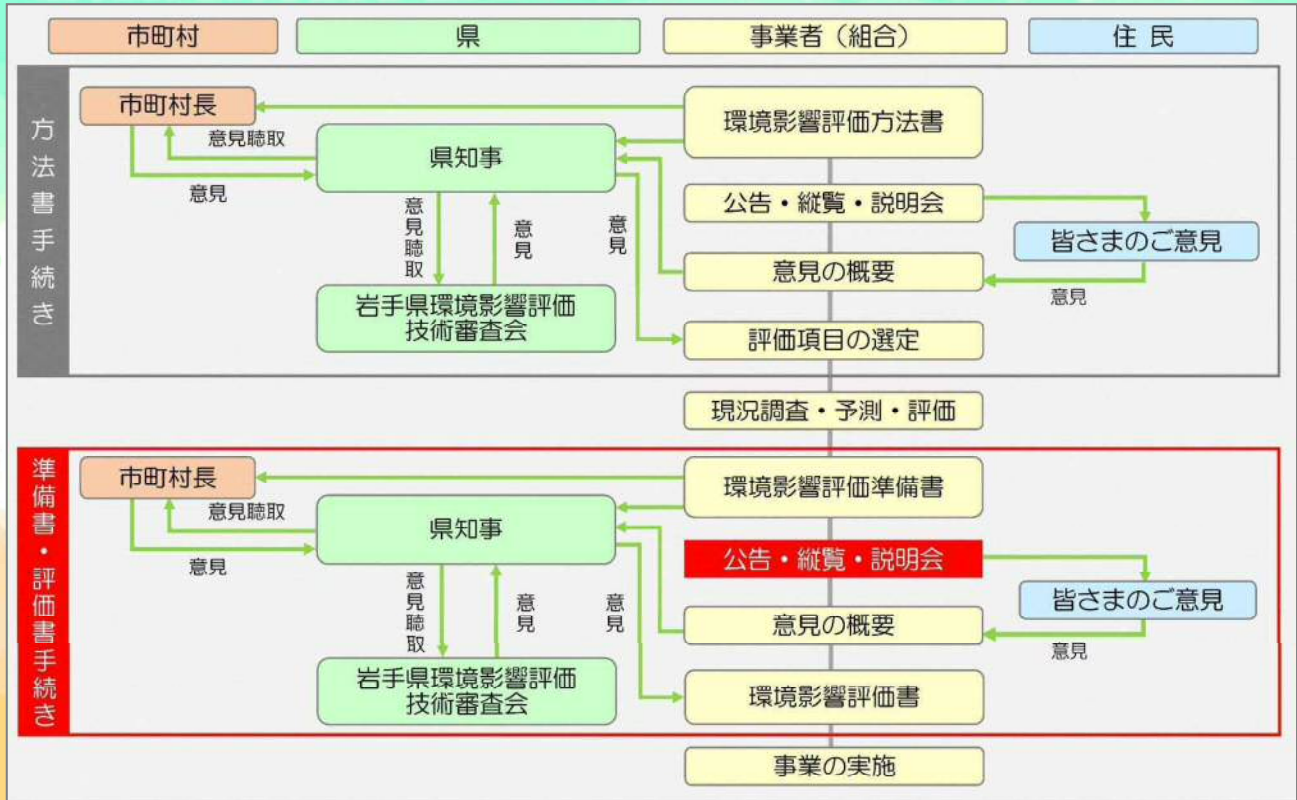 市町村
県
事業者（組合）
住民
方法書手続き
市町村長
環境影響評価方法書
意見聴取
県知事
意見
公告・縦覧・説明会
意見聴取
意見
意見
皆さまのご意見
意見の概要
意見
岩手県環境影響評価
技術審査会
評価項目の選定
現況調査・予測・評価
準備書・評価書手続き
市町村長
環境影響評価準備書
意見聴取
県知事
意見
公告・縦覧・説明会
意見聴取
意見
意見
皆さまのご意見
意見の概要
意見
岩手県環境影響評価
技術審査会
環境影響評価書
事業の実施